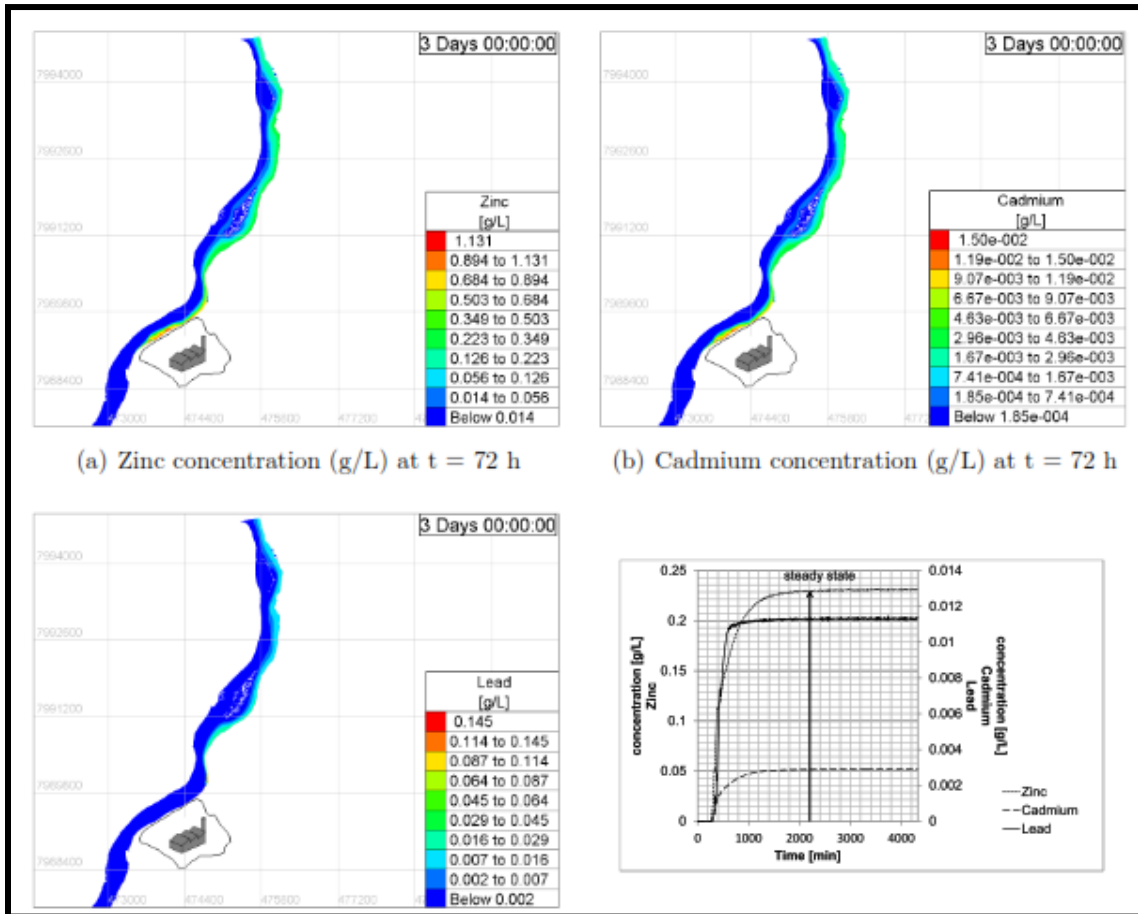 3 Days 00:00:00
7994000
7992600
7991200
7989800
7988400
473000 474400 475800 477200
Zinc
[g/L]
1.131
0.894 to 1.131
0.684 to 0.894
0.503 to 0.684
0.349 to 0.503
0.223 to 0.349
0.126 to 0.223
0.056 to 0.126
0.014 to 0.056
Below 0.014
(a) Zinc concentration (g/L) at t = 72 h
3 Days 00:00:00
7994000
7992600
7991200
7989800
7988400
473000 474400 475800
Cadmium
[g/L]
1.50e-002
1.19e-002 to 1.50e-002
9.07e-003 to 1.19e-002
6.67e-003 to 9.07e-003
4.63e-003 to 6.67e-003
2.96e-003 to 4.63e-003
1.67e-003 to 2.96e-003
7.41e-004 to 1.67e-003
1.85e-004 to 7.41e-004
Below 1.85e-004
(b) Cadmium concentration (g/L) at t = 72 h
3 Days 00:00:00
7994000
7992600
7991200
7989800
7988400
473000 474400 475800 477200
Lead
[g/L]
0.145
0.114 to 0.145
0.087 to 0.114
0.064 to 0.087
0.045 to 0.064
0.029 to 0.045
0.016 to 0.029
0.007 to 0.016
0.002 to 0.007
Below 0.002
steady state
concentration [g/L]
Zinc
0.25
0.2
0.15
0.1
0.05
0
0.014
0.012
0.01
0.008
0.006
0.004
0.002
0
concentration [g/L]
Cadmium
Lead
0 1000 2000 3000 4000
Time [min]
Zinc
Cadmium
Lead